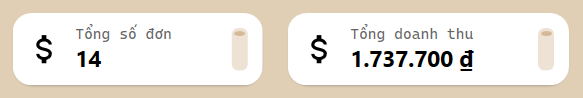 $ Tổng số đơn
14
$ Tổng doanh thu
1.737.700 ₫